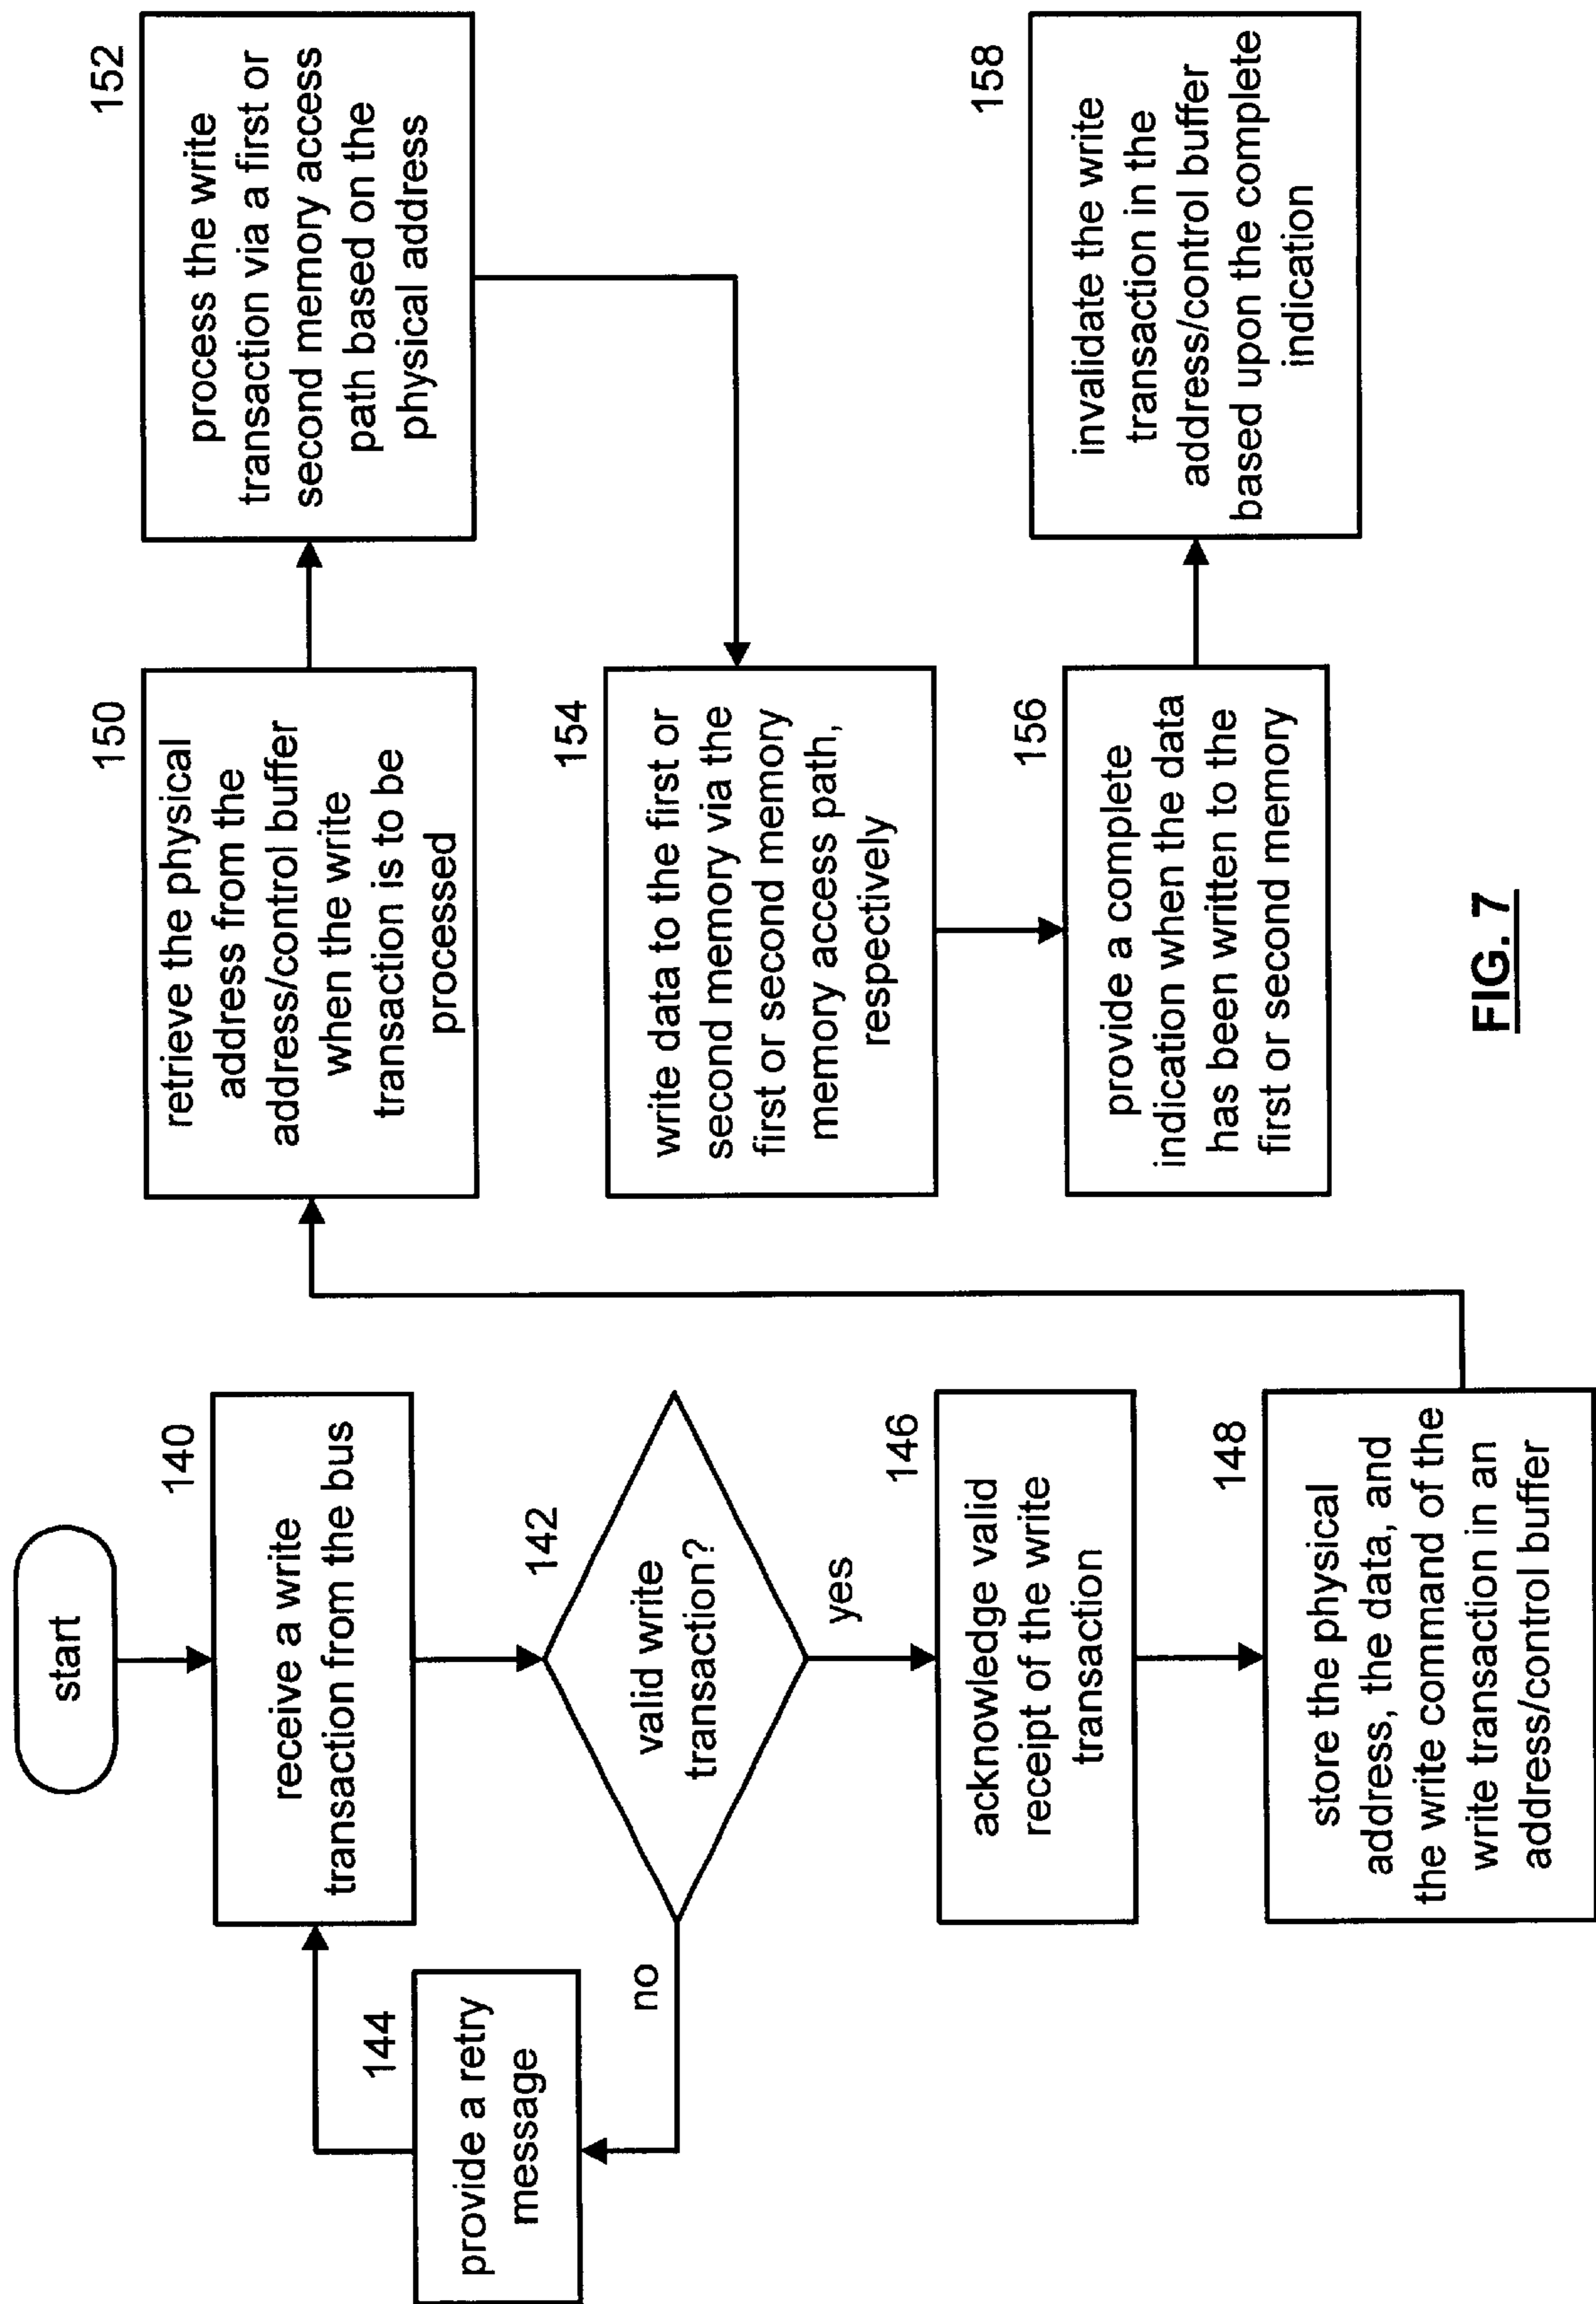 start
140
receive a write
transaction from the bus
142
valid write
transaction?
no
144
provide a retry
message
yes
146
acknowledge valid
receipt of the write
transaction
148
store the physical
address, the data, and
the write command of the
write transaction in an
address/control buffer
150
retrieve the physical
address from the
address/control buffer
when the write
transaction is to be
processed
152
process the write
transaction via a first or
second memory access
path based on the
physical address
154
write data to the first or
second memory via the
first or second memory
memory access path,
respectively
156
provide a complete
indication when the data
has been written to the
first or second memory
158
invalidate the write
transaction in the
address/control buffer
based upon the complete
indication
FIG. 7